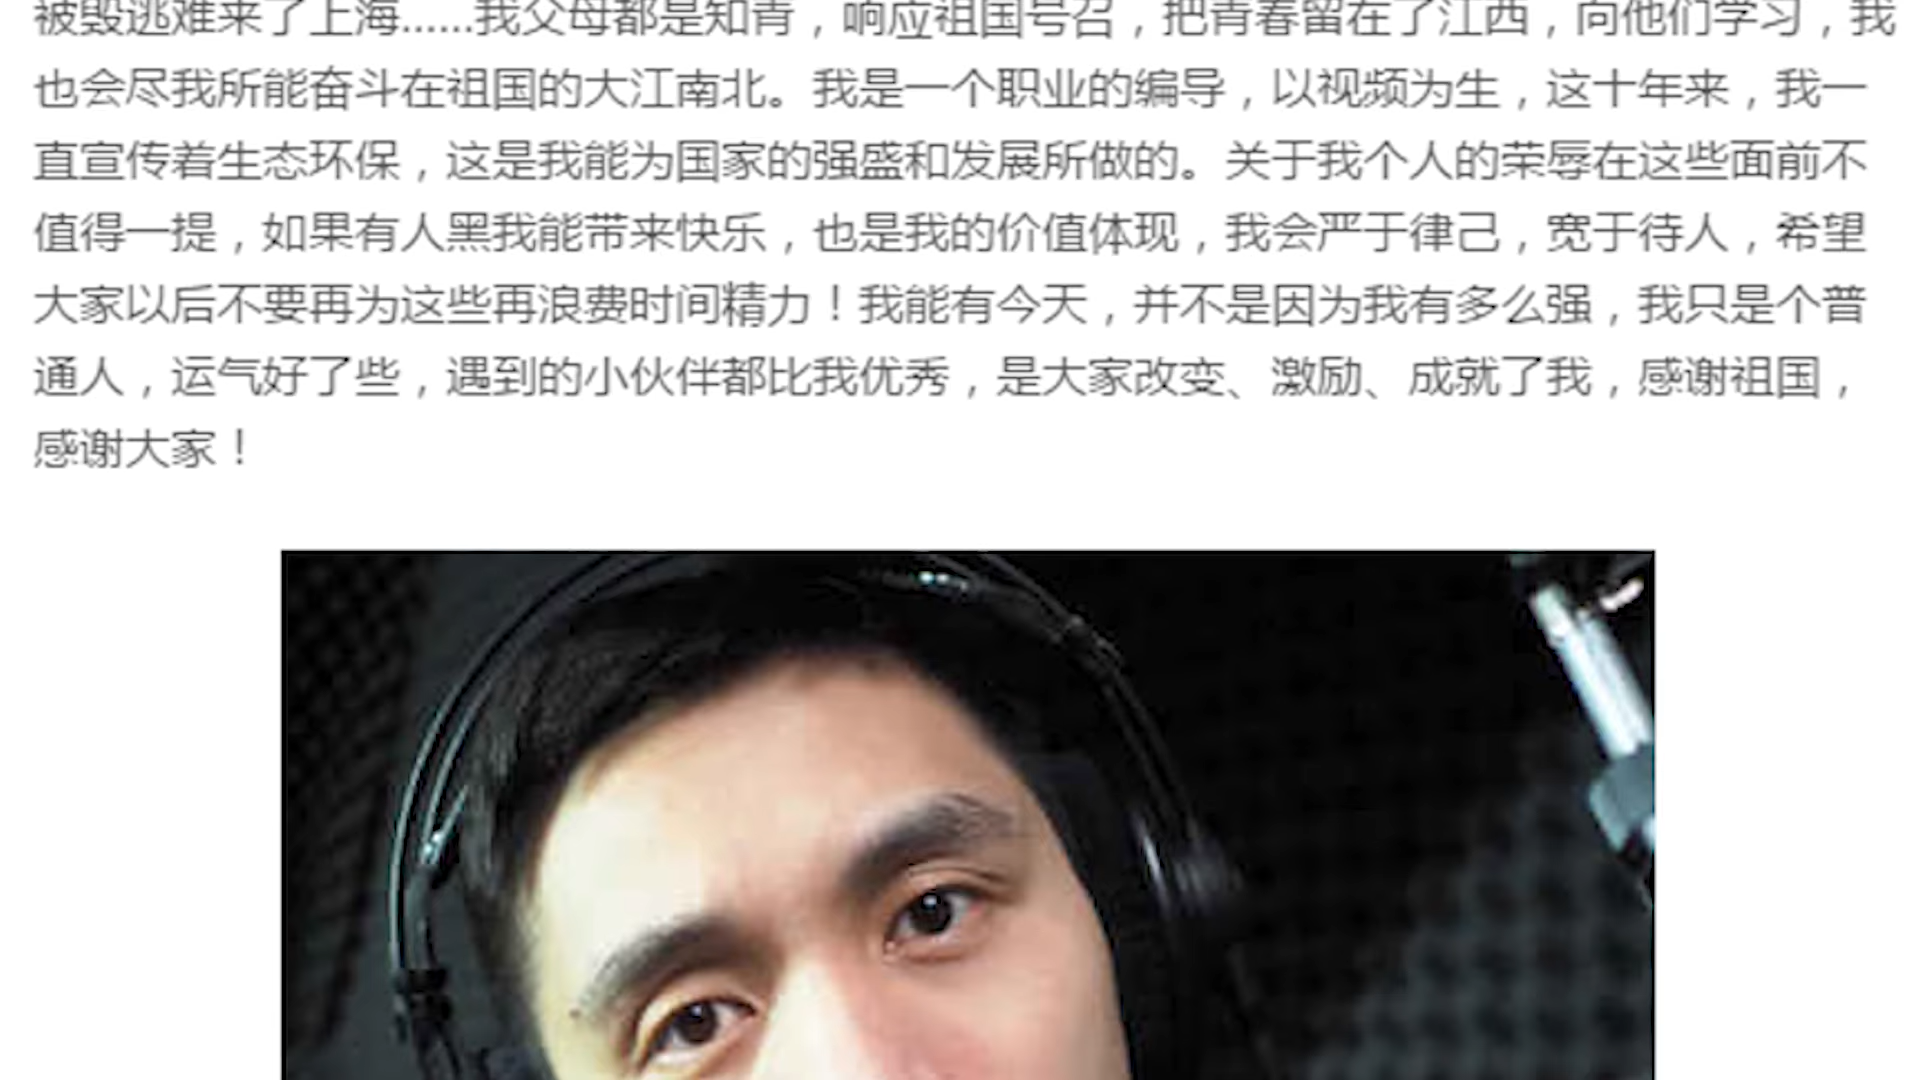 被毁逃难来了上海……我父母都是知青，响应祖国号召，把青春留在了江西，向他们学习，我
也会尽我所能奋斗在祖国的大江南北。我是一个职业的编导，以视频为生，这十年来，我一
直宣传着生态环保，这是我能为国家的强盛和发展所做的。关于我个人的荣辱在这些面前不
值得一提，如果有人黑我能带来快乐，也是我的价值体现，我会严于律己，宽于待人，希望
大家以后不要再为这些再浪费时间精力！我能有今天，并不是因为我有多么强，我只是个普
通人，运气好了些，遇到的小伙伴都比我优秀，是大家改变、激励、成就了我，感谢祖国，
感谢大家！